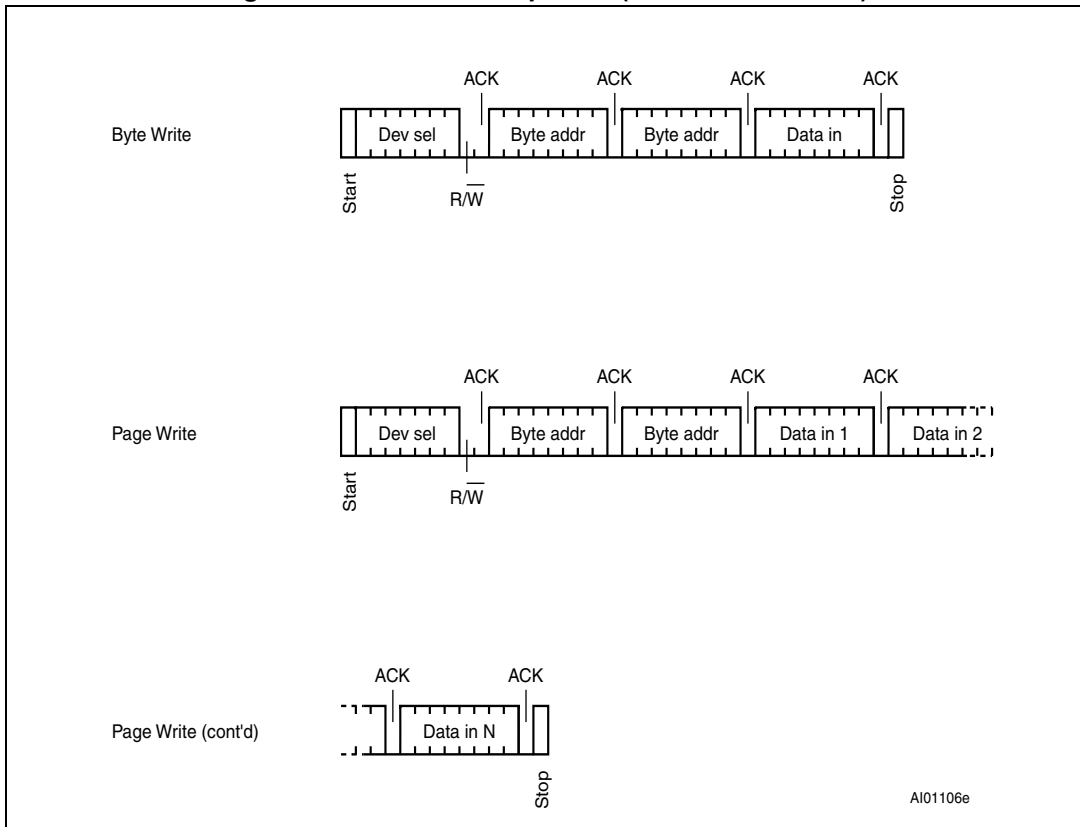 ACK ACK ACK ACK
Byte Write Dev sel Byte addr Byte addr Data in
Start R/W̅ Stop
ACK ACK ACK ACK
Page Write Dev sel Byte addr Byte addr Data in 1 Data in 2
Start R/W̅
ACK ACK
Page Write (cont'd) Data in N
Stop
AI01106e